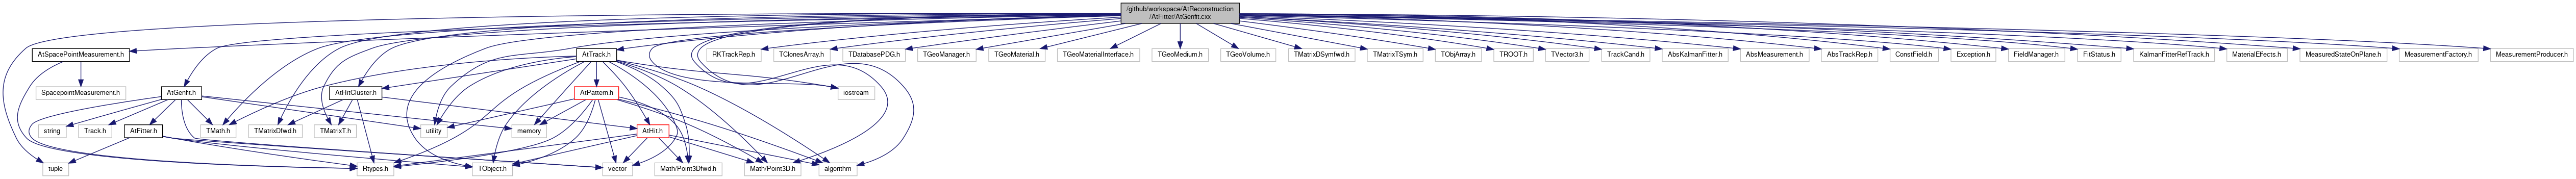 /github/workspace/AtReconstruction
/AtFitter/AtGenfit.cxx
AtSpacePointMeasurement.h
AtTrack.h
RKTrackRep.h
TClonesArray.h
TDatabasePDG.h
TGeoManager.h
TGeoMaterial.h
TGeoMaterialInterface.h
TGeoMedium.h
TGeoVolume.h
TMatrixDSymfwd.h
TMatrixTSym.h
TObjArray.h
TROOT.h
TVector3.h
TrackCand.h
AbsKalmanFitter.h
AbsMeasurement.h
AbsTrackRep.h
ConstField.h
Exception.h
FieldManager.h
FitStatus.h
KalmanFitterRefTrack.h
MaterialEffects.h
MeasuredStateOnPlane.h
MeasurementFactory.h
MeasurementProducer.h
SpacepointMeasurement.h
AtGenfit.h
AtHitCluster.h
AtPattern.h
iostream
string
Track.h
AtFitter.h
TMath.h
TMatrixDfwd.h
TMatrixT.h
utility
memory
AtHit.h
tuple
Rtypes.h
TObject.h
vector
Math/Point3Dfwd.h
Math/Point3D.h
algorithm